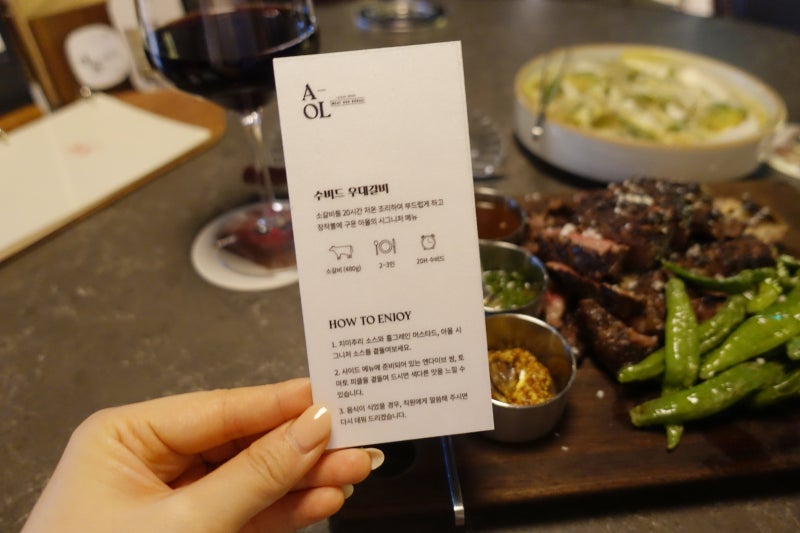 A
OL
수비드 우대갈비
소갈비를 20시간 저온 조리하여 부드럽게 하고
장작불에 구운 아올의 시그니처 메뉴
소갈비 (480g)
2~3인
20H 수비드
HOW TO ENJOY
1. 치미추리 소스와 홀그레인 머스타드, 아올 시
그니처 소스를 곁들여보세요.
2. 사이드 메뉴에 준비되어 있는 엔다이브 쌈, 토
마토 피클을 곁들여 드시면 색다른 맛을 느낄 수
있습니다.
3. 음식이 식었을 경우, 직원에게 말씀해 주시면
다시 데워 드리겠습니다.